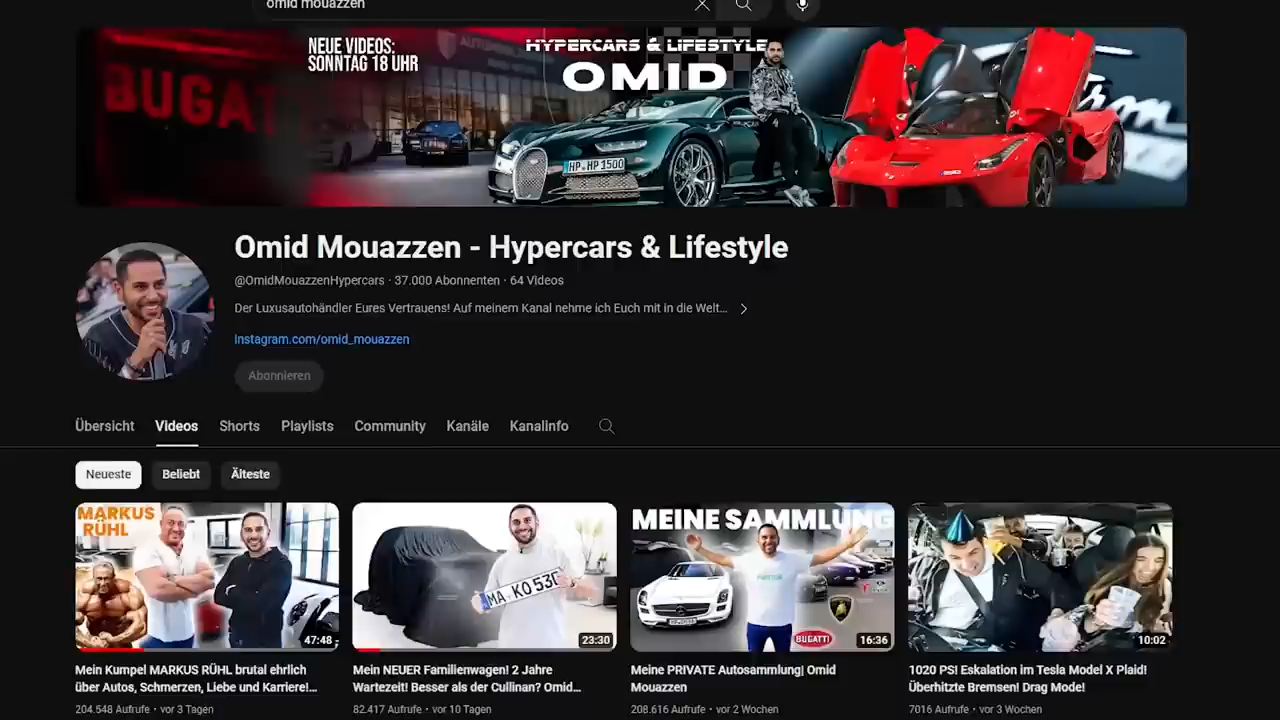 omid mouazzen
NEUE VIDEOS:
SONNTAG 18 UHR
HYPERCARS & LIFESTYLE
OMID
BUGATT
HP·HP 1500
Omid Mouazzen - Hypercars & Lifestyle
@OmidMouazzenHypercars · 37.000 Abonnenten · 64 Videos
Der Luxusautohändler Eures Vertrauens! Auf meinem Kanal nehme ich Euch mit in die Welt...
instagram.com/omid_mouazzen
Abonnieren
Übersicht Videos Shorts Playlists Community Kanäle Kanalinfo
Neueste Beliebt Älteste
MARKUS
RÜHL
47:48
MA KO 530
23:30
MEINE SAMMLUNG
BUGATTI
16:36
10:02
Mein Kumpel MARKUS RÜHL brutal ehrlich
über Autos, Schmerzen, Liebe und Karriere!...
204.548 Aufrufe · vor 3 Tagen
Mein NEUER Familienwagen! 2 Jahre
Wartezeit! Besser als der Cullinan? Omid...
82.417 Aufrufe · vor 10 Tagen
Meine PRIVATE Autosammlung| Omid
Mouazzen
208.616 Aufrufe · vor 2 Wochen
1020 PS! Eskalation im Tesla Model X Plaid!
Überhitzte Bremsen! Drag Mode!
7016 Aufrufe · vor 3 Wochen